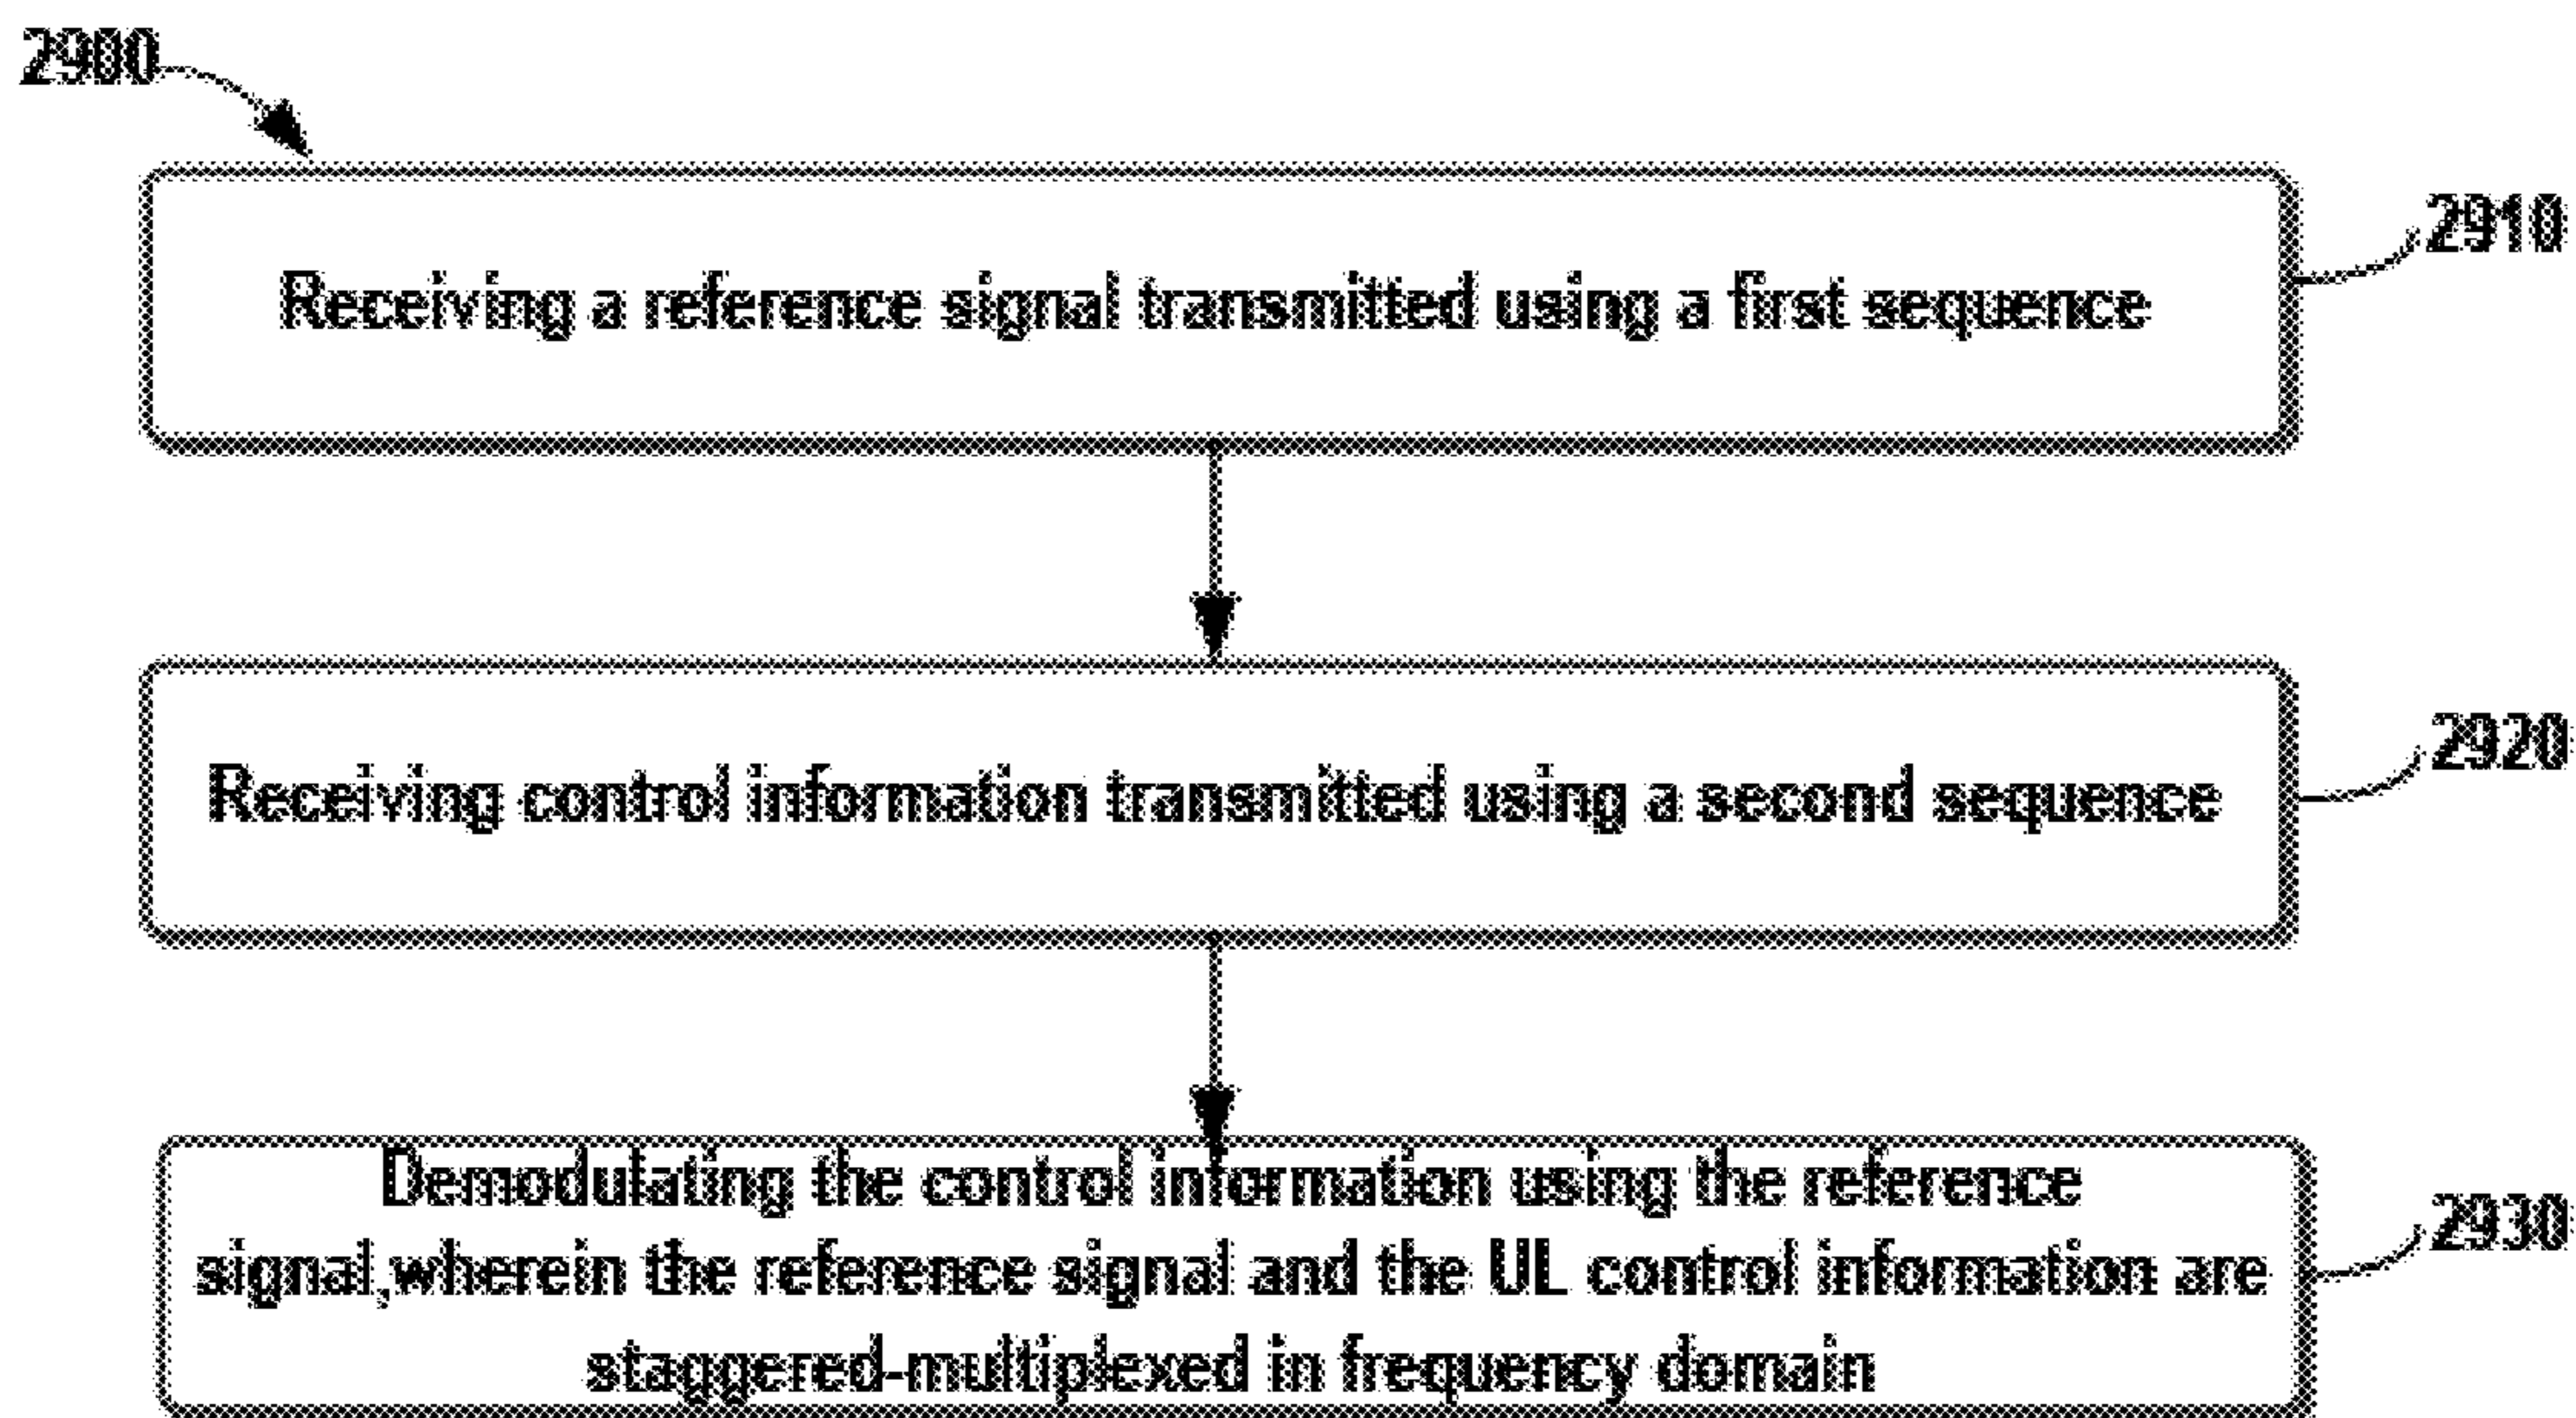 2900
Receiving a reference signal transmitted using a first sequence
2910
Receiving control information transmitted using a second sequence
2920
Demodulating the control information using the reference
signal,wherein the reference signal and the UL control information are
staggered-multiplexed in frequency domain
2930